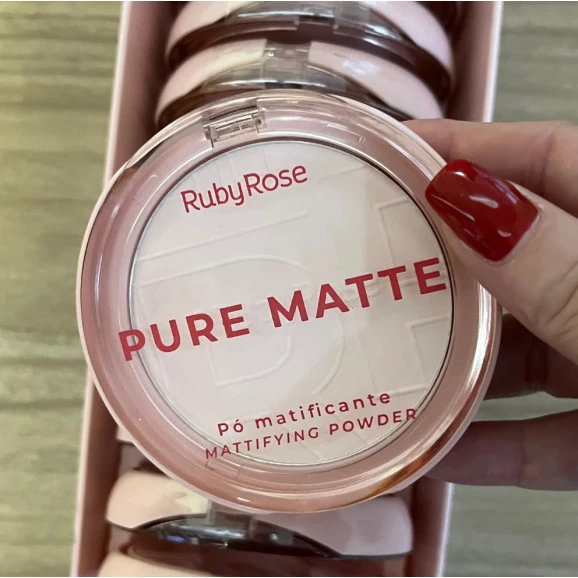 RubyRose
PURE MATTE
Pó matificante
MATTIFYING POWDER